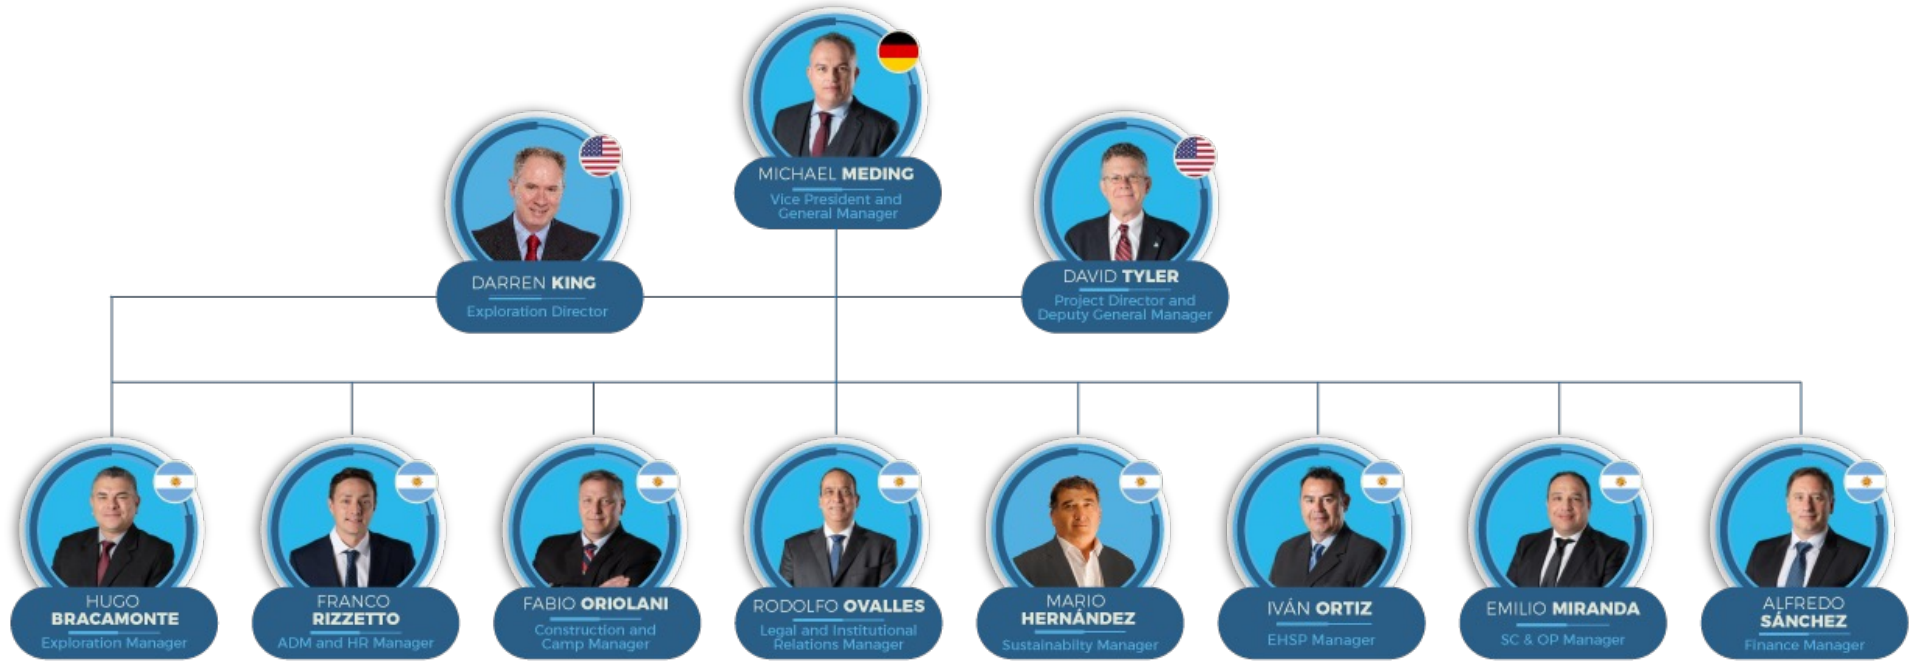 MICHAEL MEDING
Vice President and
General Manager
DARREN KING
Exploration Director
DAVID TYLER
Project Director and
Deputy General Manager
HUGO
BRACAMONTE
Exploration Manager
FRANCO
RIZZETTO
ADM and HR Manager
FABIO ORIOLANI
Construction and
Camp Manager
RODOLFO OVALLES
Legal and Institutional
Relations Manager
MARIO
HERNÁNDEZ
Sustainabilty Manager
IVÁN ORTIZ
EHSP Manager
EMILIO MIRANDA
SC & OP Manager
ALFREDO
SÁNCHEZ
Finance Manager